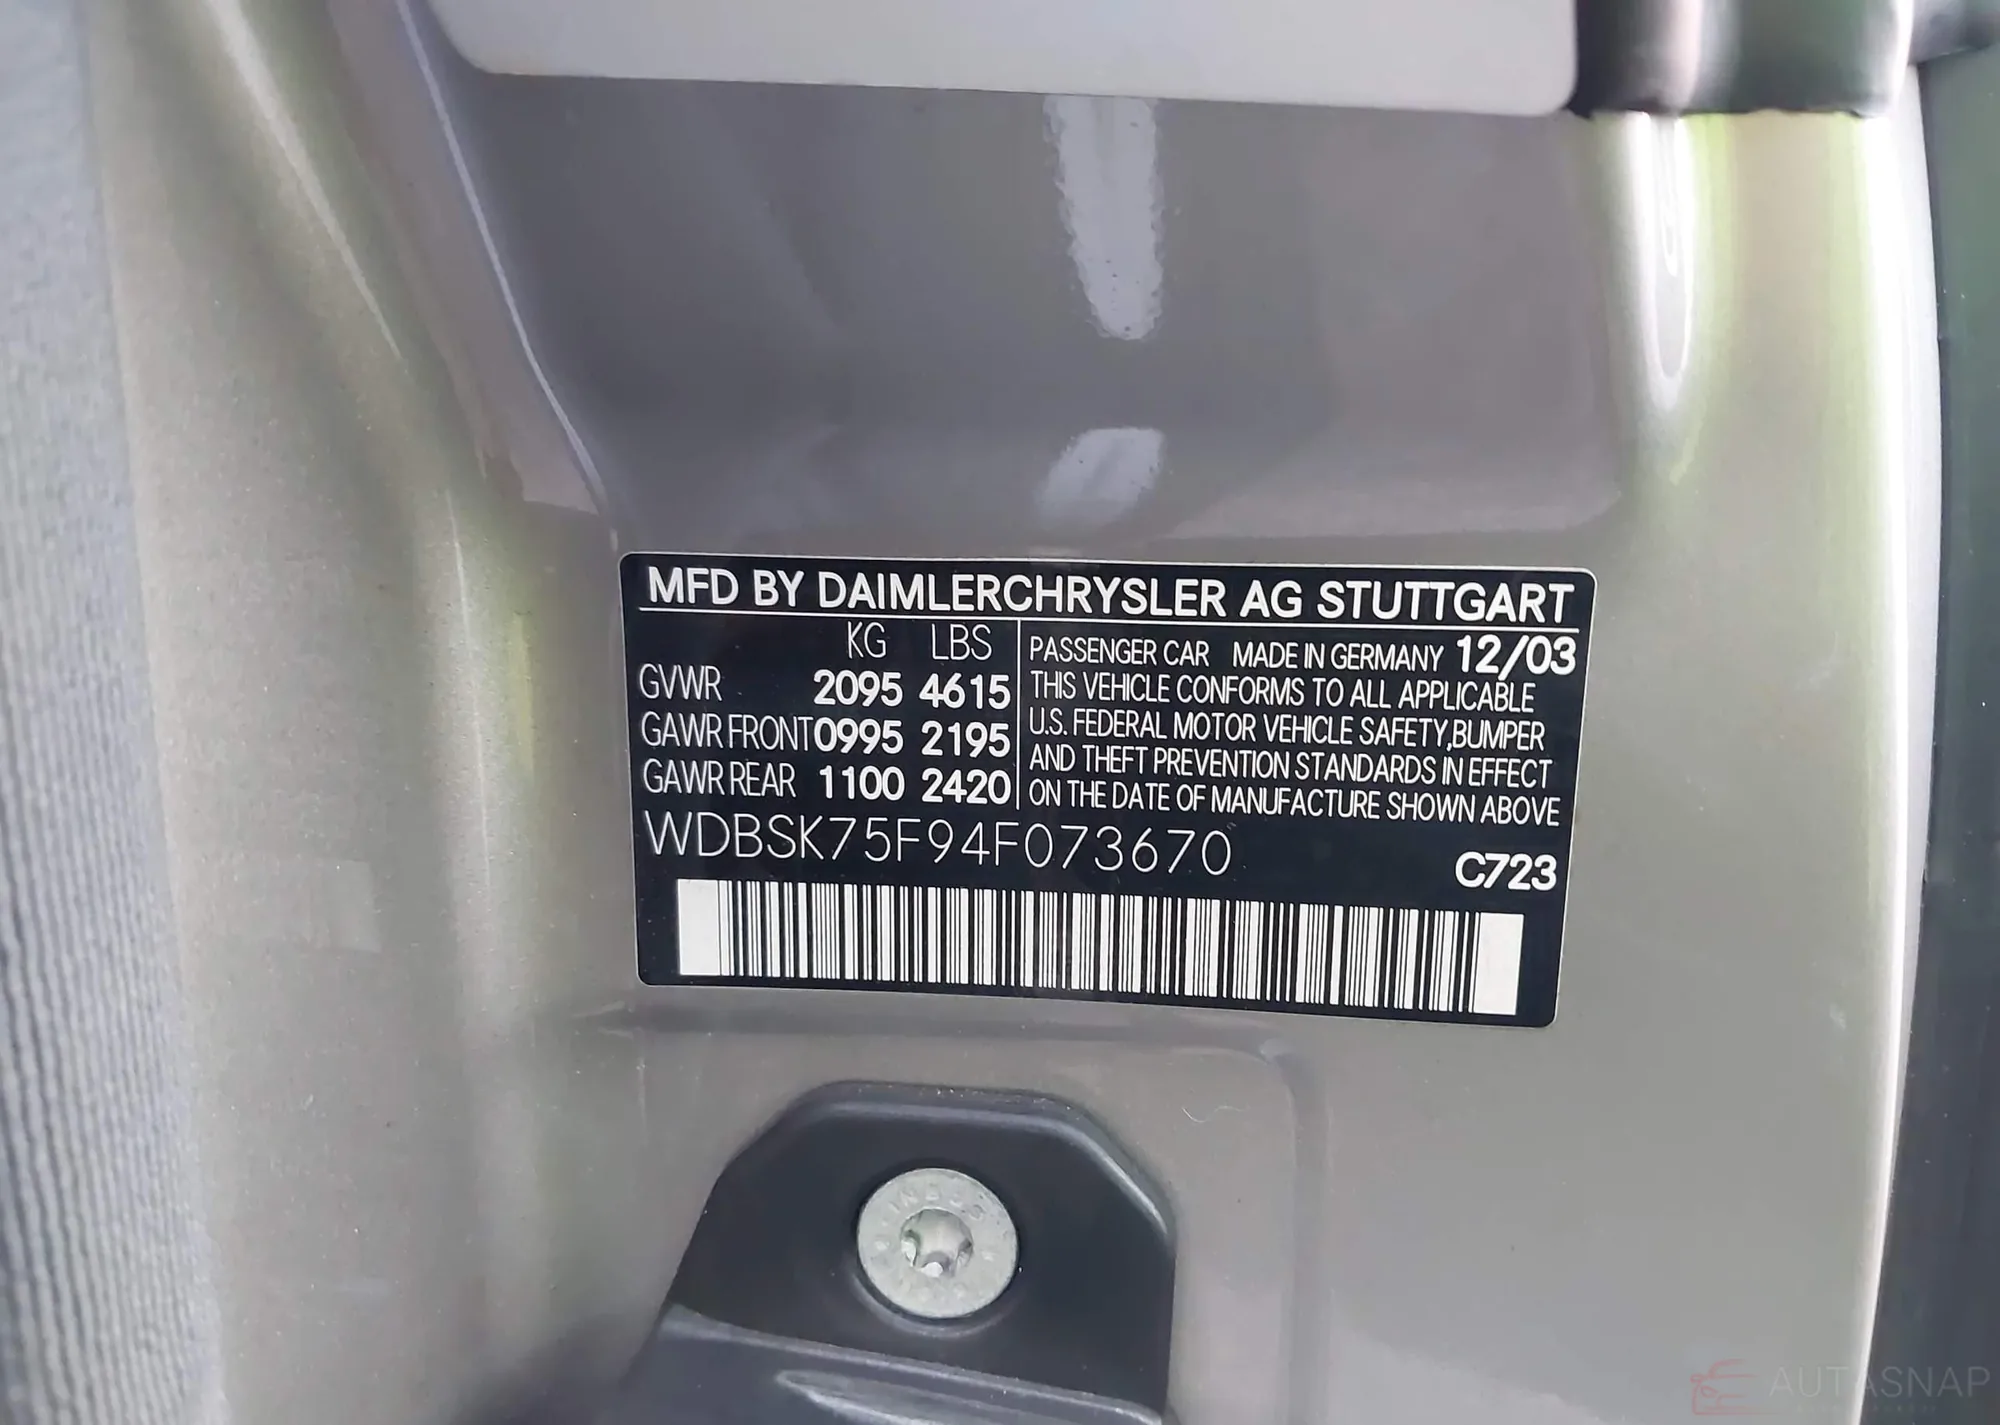 MFD BY DAIMLERCHRYSLER AG STUTTGART
KG LBS
GVWR 2095 4615
GAWR FRONT 0995 2195
GAWR REAR 1100 2420
PASSENGER CAR MADE IN GERMANY 12/03
THIS VEHICLE CONFORMS TO ALL APPLICABLE
U.S. FEDERAL MOTOR VEHICLE SAFETY,BUMPER
AND THEFT PREVENTION STANDARDS IN EFFECT
ON THE DATE OF MANUFACTURE SHOWN ABOVE
WDBSK75F94F073670
C723
AUTASNAP